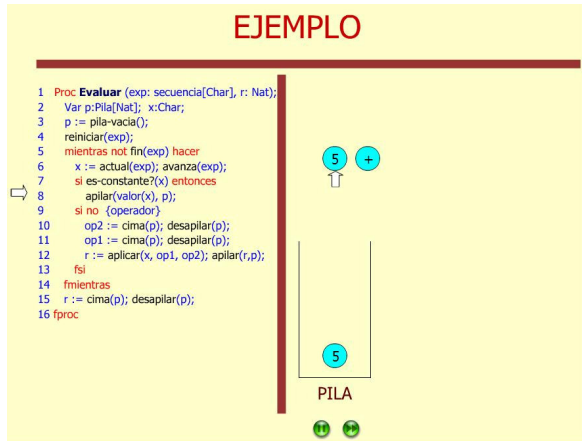 EJEMPLO
1 Proc Evaluar (exp: secuencia[Char], r: Nat);
2 Var p:Pila[Nat]; x:Char;
3 p := pila-vacia();
4 reiniciar(exp);
5 mientras not fin(exp) hacer
6 x := actual(exp); avanza(exp);
7 si es-constante?(x) entonces
8 apilar(valor(x), p);
9 si no {operador}
10 op2 := cima(p); desapilar(p);
11 op1 := cima(p); desapilar(p);
12 r := aplicar(x, op1, op2); apilar(r,p);
13 fsi
14 fmientras
15 r := cima(p); desapilar(p);
16 fproc
5 +
5
PILA